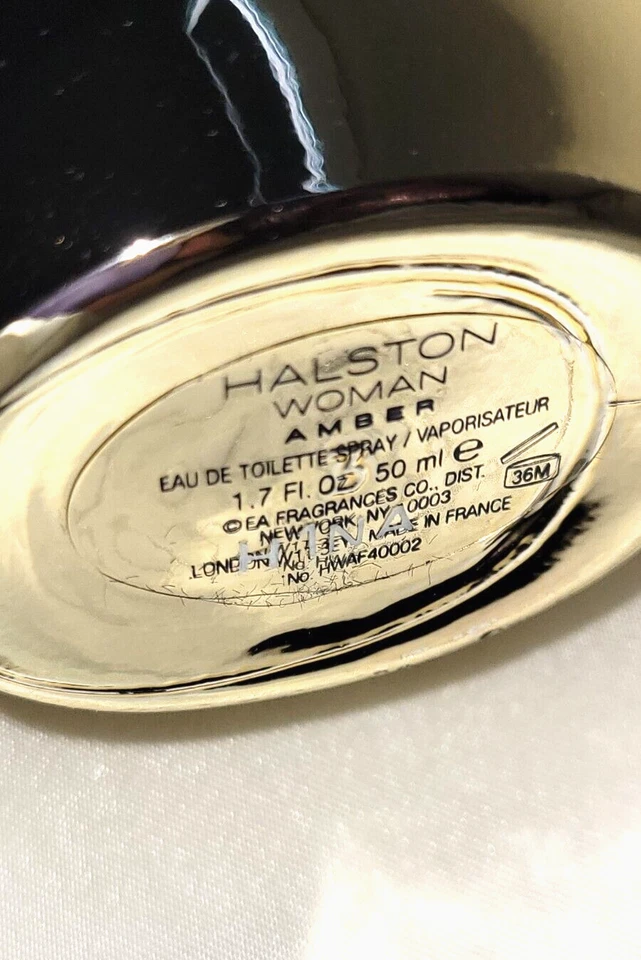 HALSTON
WOMAN
AMBER
EAU DE TOILETTE SPRAY / VAPORISATEUR
1.7 Fl. Oz 50 ml e
36M
©EA FRAGRANCES CO., DIST.
NEW YORK, NY 10003
LONDON MADE IN FRANCE
No. HWAF40002